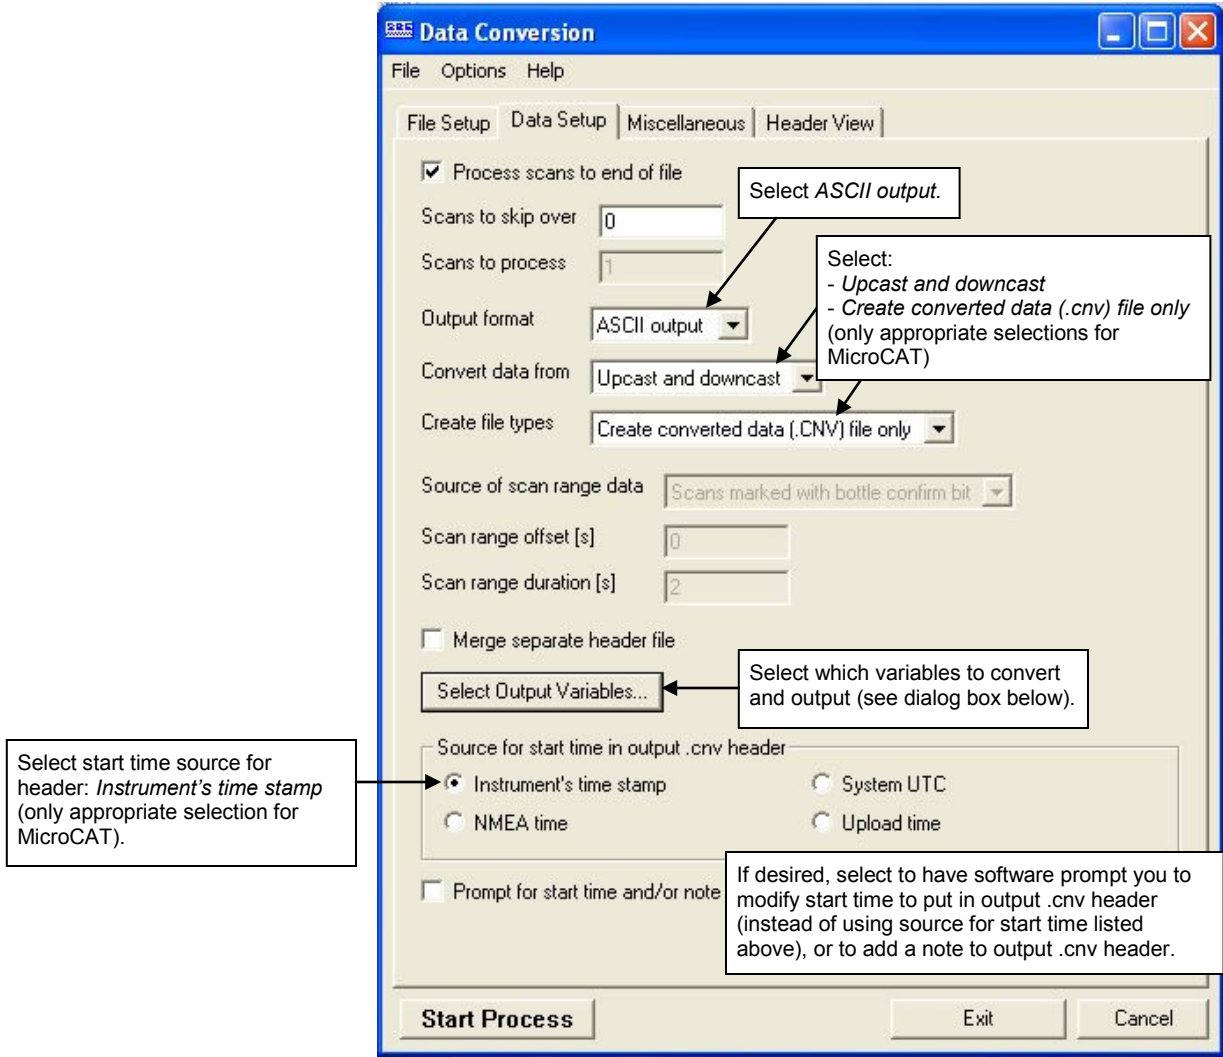 Data Conversion
File Options Help
File Setup Data Setup Miscellaneous Header View
Process scans to end of file
Select ASCII output.
Scans to skip over 0
Scans to process 1
Select:
- Upcast and downcast
- Create converted data (.cnv) file only
(only appropriate selections for
MicroCAT)
Output format ASCII output
Convert data from Upcast and downcast
Create file types Create converted data (.CNV) file only
Source of scan range data Scans marked with bottle confirm bit
Scan range offset [s] 0
Scan range duration [s] 2
Merge separate header file
Select Output Variables...
Select which variables to convert
and output (see dialog box below).
Source for start time in output .cnv header
Select start time source for
header: Instrument's time stamp
(only appropriate selection for
MicroCAT).
Instrument's time stamp System UTC
NMEA time Upload time
Prompt for start time and/or note
If desired, select to have software prompt you to
modify start time to put in output .cnv header
(instead of using source for start time listed
above), or to add a note to output .cnv header.
Start Process Exit Cancel